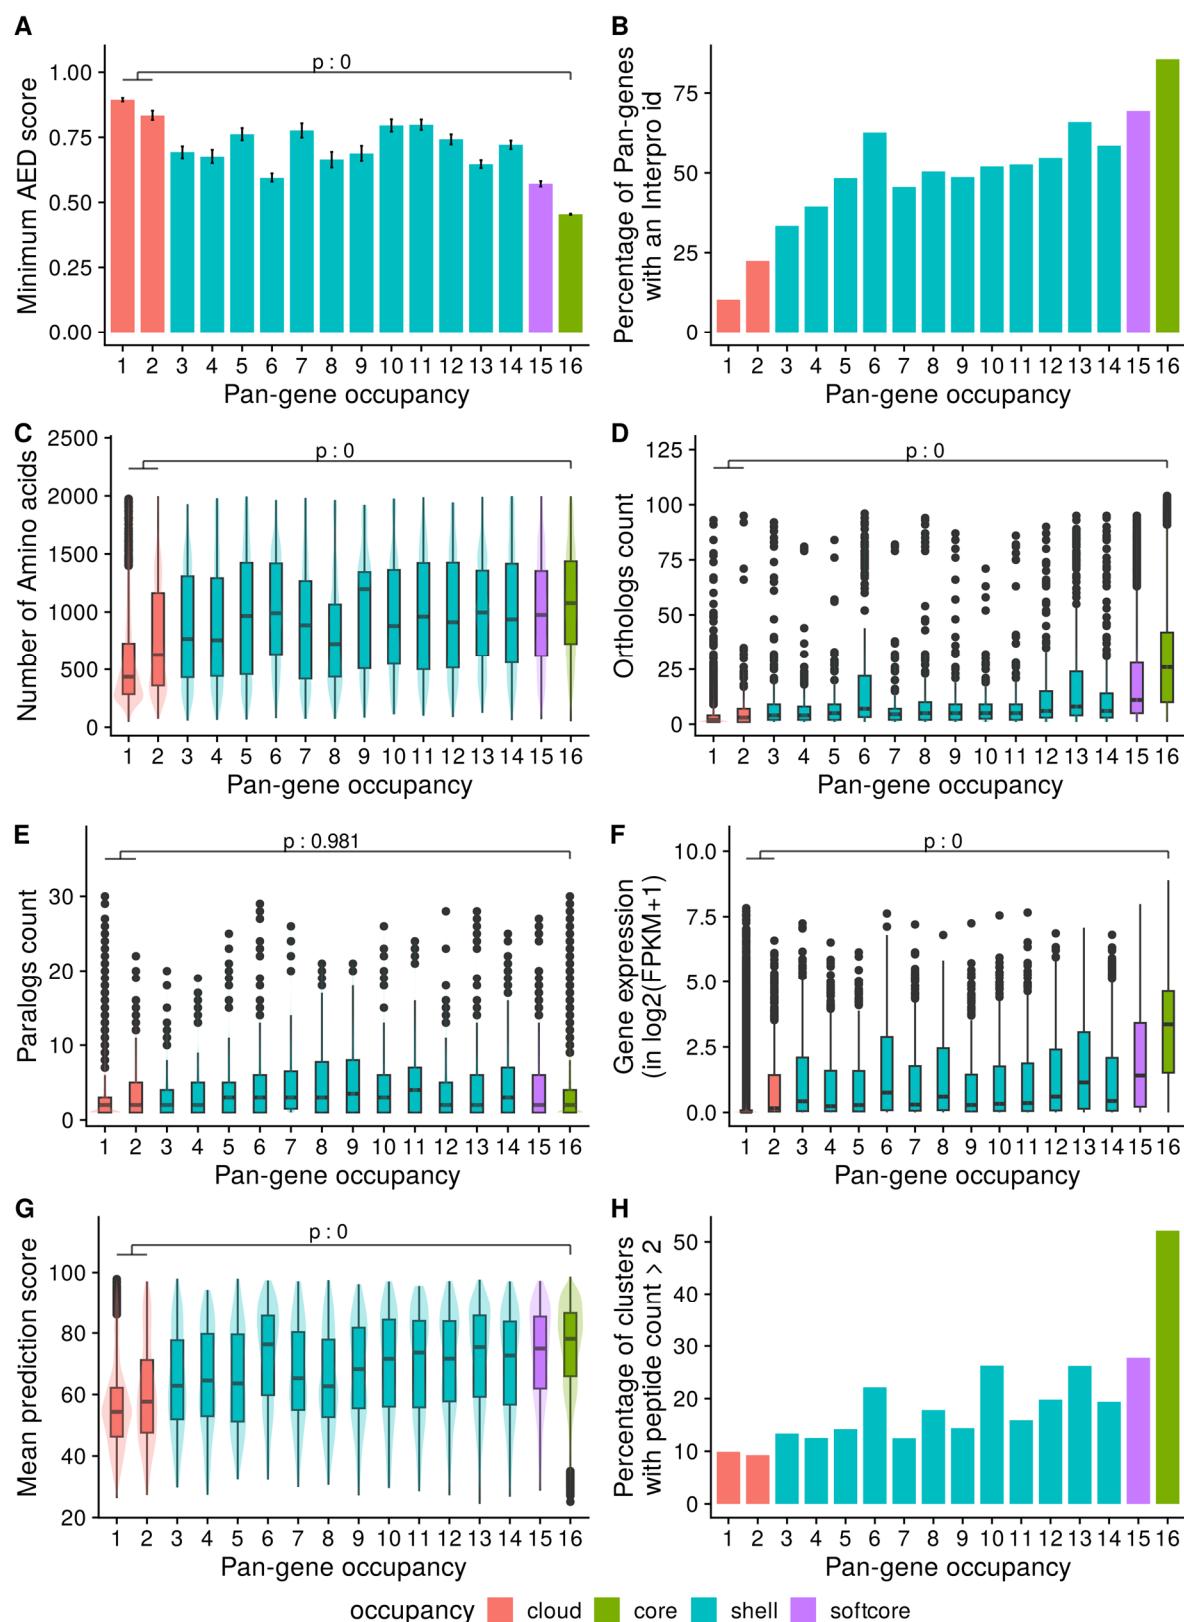 A
Minimum AED score
1.00
0.75
0.50
0.25
0.00
p : 0
1 2 3 4 5 6 7 8 9 10 11 12 13 14 15 16
Pan-gene occupancy
B
Percentage of Pan-genes
with an Interpro id
75
50
25
0
1 2 3 4 5 6 7 8 9 10 11 12 13 14 15 16
Pan-gene occupancy
C
Number of Amino acids
2500
2000
1500
1000
500
0
p : 0
1 2 3 4 5 6 7 8 9 10 11 12 13 14 15 16
Pan-gene occupancy
D
Orthologs count
125
100
75
50
25
0
p : 0
1 2 3 4 5 6 7 8 9 10 11 12 13 14 15 16
Pan-gene occupancy
E
Paralogs count
30
20
10
0
p : 0.981
1 2 3 4 5 6 7 8 9 10 11 12 13 14 15 16
Pan-gene occupancy
F
Gene expression
(in log2(FPKM+1)
10.0
7.5
5.0
2.5
0.0
p : 0
1 2 3 4 5 6 7 8 9 10 11 12 13 14 15 16
Pan-gene occupancy
G
Mean prediction score
100
80
60
40
20
p : 0
1 2 3 4 5 6 7 8 9 10 11 12 13 14 15 16
Pan-gene occupancy
H
Percentage of clusters
with peptide count > 2
50
40
30
20
10
0
1 2 3 4 5 6 7 8 9 10 11 12 13 14 15 16
Pan-gene occupancy
occupancy cloud core shell softcore